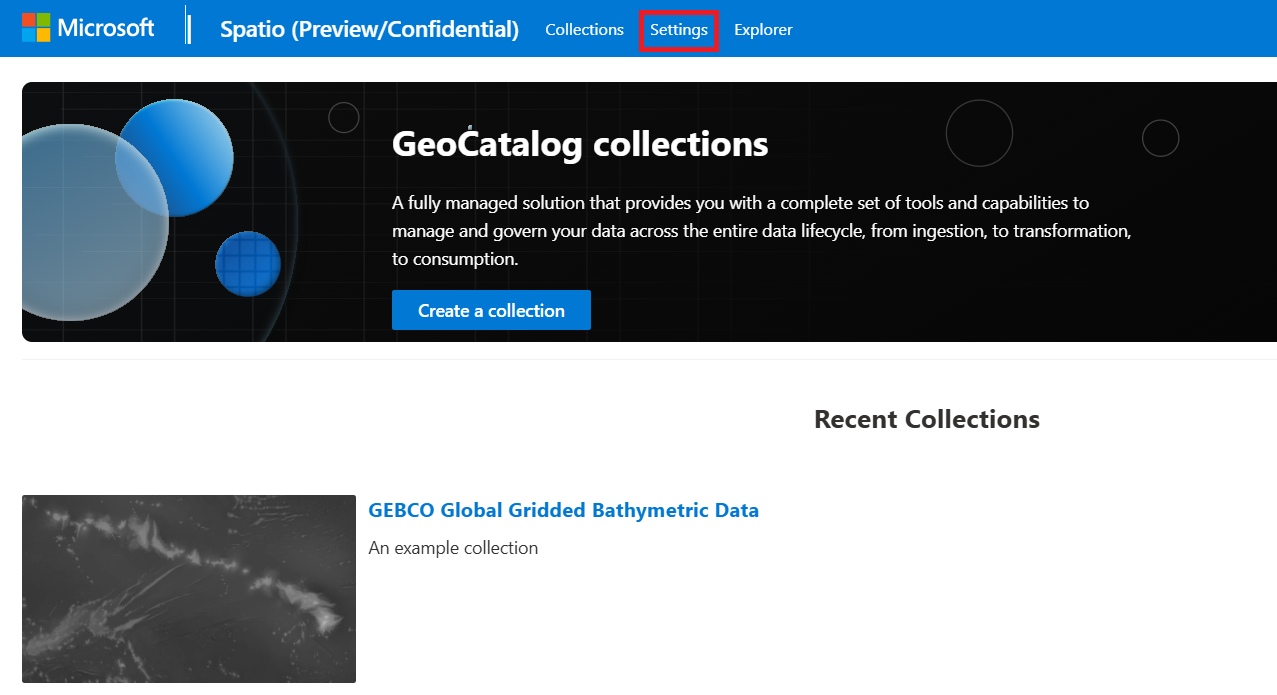 Microsoft Spatio (Preview/Confidential) Collections Settings Explorer
GeoCatalog collections
A fully managed solution that provides you with a complete set of tools and capabilities to
manage and govern your data across the entire data lifecycle, from ingestion, to transformation,
to consumption.
Create a collection
Recent Collections
GEBCO Global Gridded Bathymetric Data
An example collection